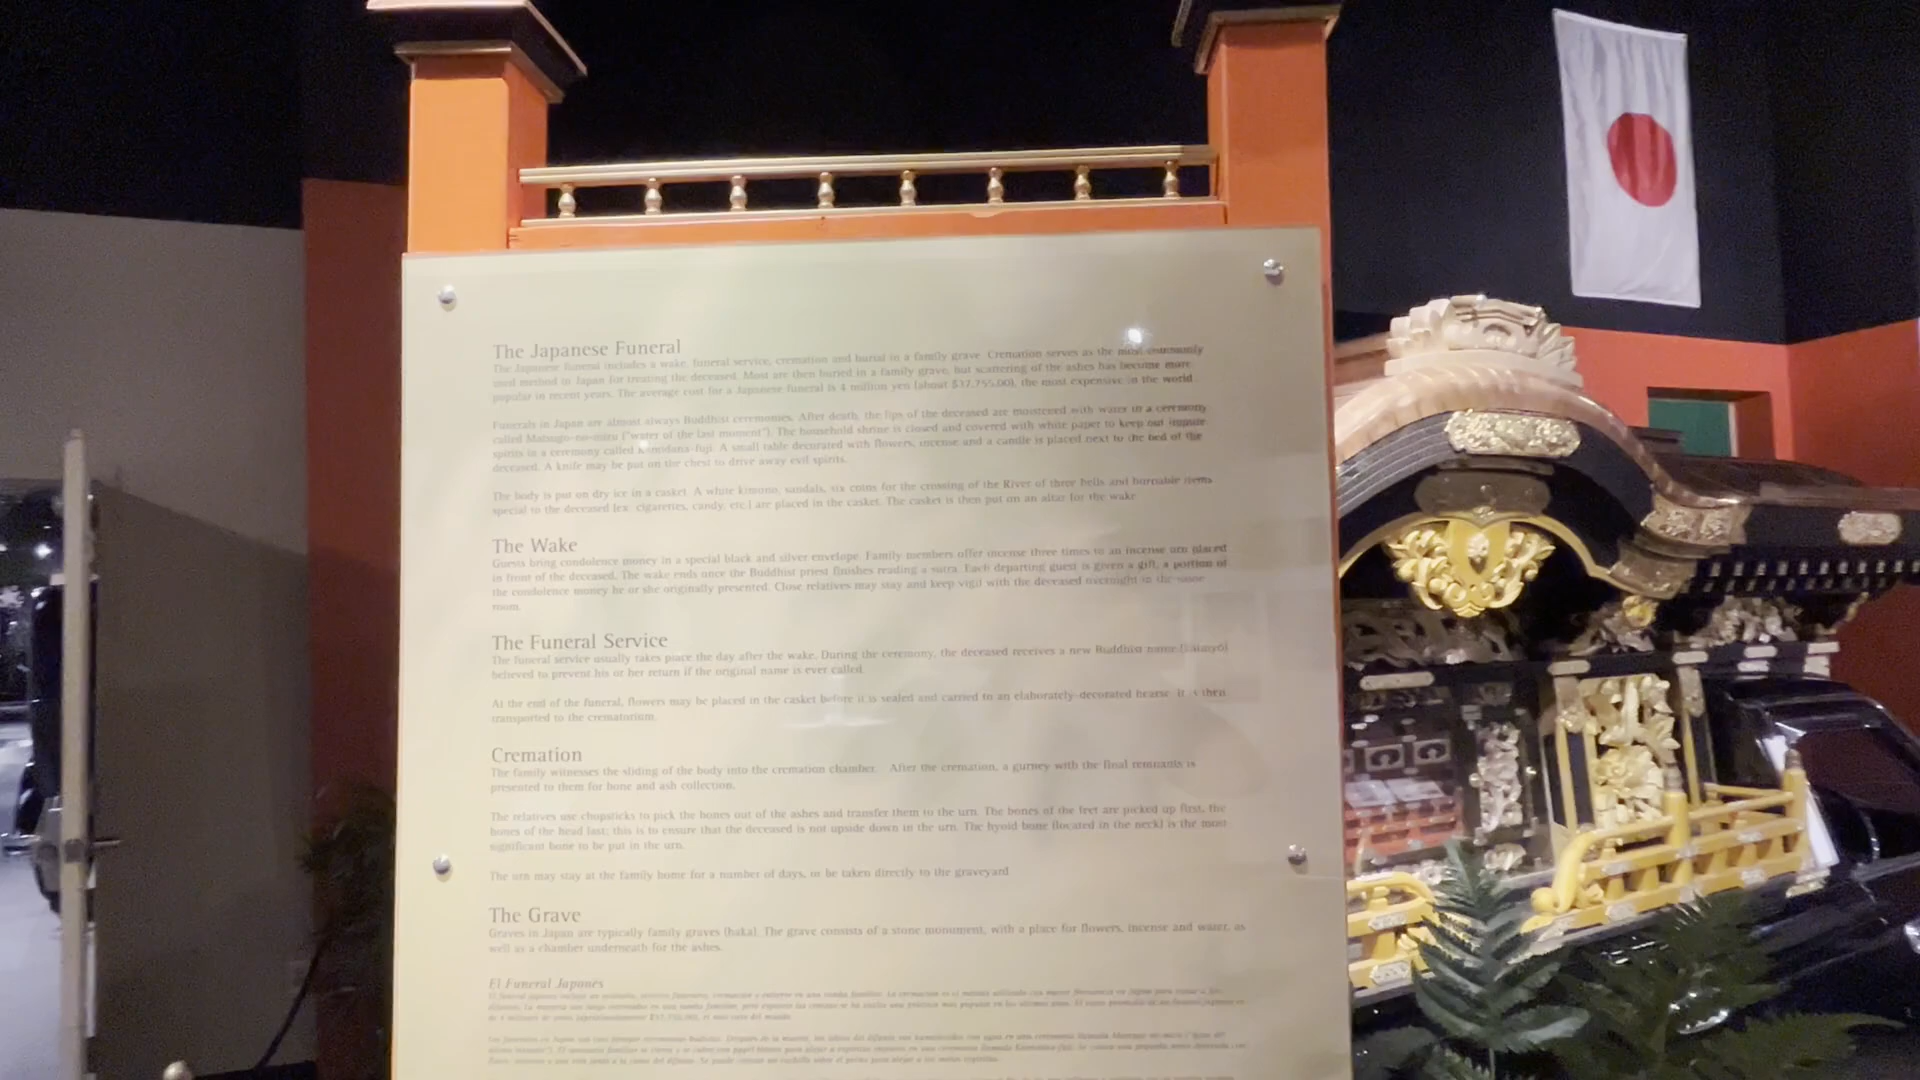 The Japanese Funeral
The Japanese funeral includes a wake, funeral service, cremation and burial in a family grave. Cremation serves as the most commonly
used method in Japan for treating the deceased. Most are then buried in a family grave, but scattering of the ashes has become more
popular in recent years. The average cost for a Japanese funeral is 4 million yen (about $37,755.00), the most expensive in the world.
Funerals in Japan are almost always Buddhist ceremonies. After death, the lips of the deceased are moistened with water in a ceremony
called Matsugo-no-mizu ("water of the last moment"). The household shrine is closed and covered with white paper to keep out impure
spirits in a ceremony called Kamidana-fuji. A small table decorated with flowers, incense and a candle is placed next to the bed of the
deceased. A knife may be put on the chest to drive away evil spirits.
The body is put on dry ice in a casket. A white kimono, sandals, six coins for the crossing of the River of three hells and burnable items
special to the deceased (ex: cigarettes, candy, etc.) are placed in the casket. The casket is then put on an altar for the wake.
The Wake
Guests bring condolence money in a special black and silver envelope. Family members offer incense three times to an incense urn placed
in front of the deceased. The wake ends once the Buddhist priest finishes reading a sutra. Each departing guest is given a gift, a portion of
the condolence money he or she originally presented. Close relatives may stay and keep vigil with the deceased overnight in the same
room.
The Funeral Service
The funeral service usually takes place the day after the wake. During the ceremony, the deceased receives a new Buddhist name
believed to prevent his or her return if the original name is ever called.
At the end of the funeral, flowers may be placed in the casket before it is sealed and carried to an elaborately-decorated hearse. It is then
transported to the crematorium.
Cremation
The family witnesses the sliding of the body into the cremation chamber. After the cremation, a gurney with the final remnants is
presented to them for bone and ash collection.
The relatives use chopsticks to pick the bones out of the ashes and transfer them to the urn. The bones of the feet are picked up first, the
bones of the head last; this is to ensure that the deceased is not upside down in the urn. The hyoid bone (located in the neck) is the most
significant bone to be put in the urn.
The urn may stay at the family home for a number of days, or be taken directly to the graveyard.
The Grave
Graves in Japan are typically family graves (haka). The grave consists of a stone monument, with a place for flowers, incense and water, as
well as a chamber underneath for the ashes.
El Funeral Japonés